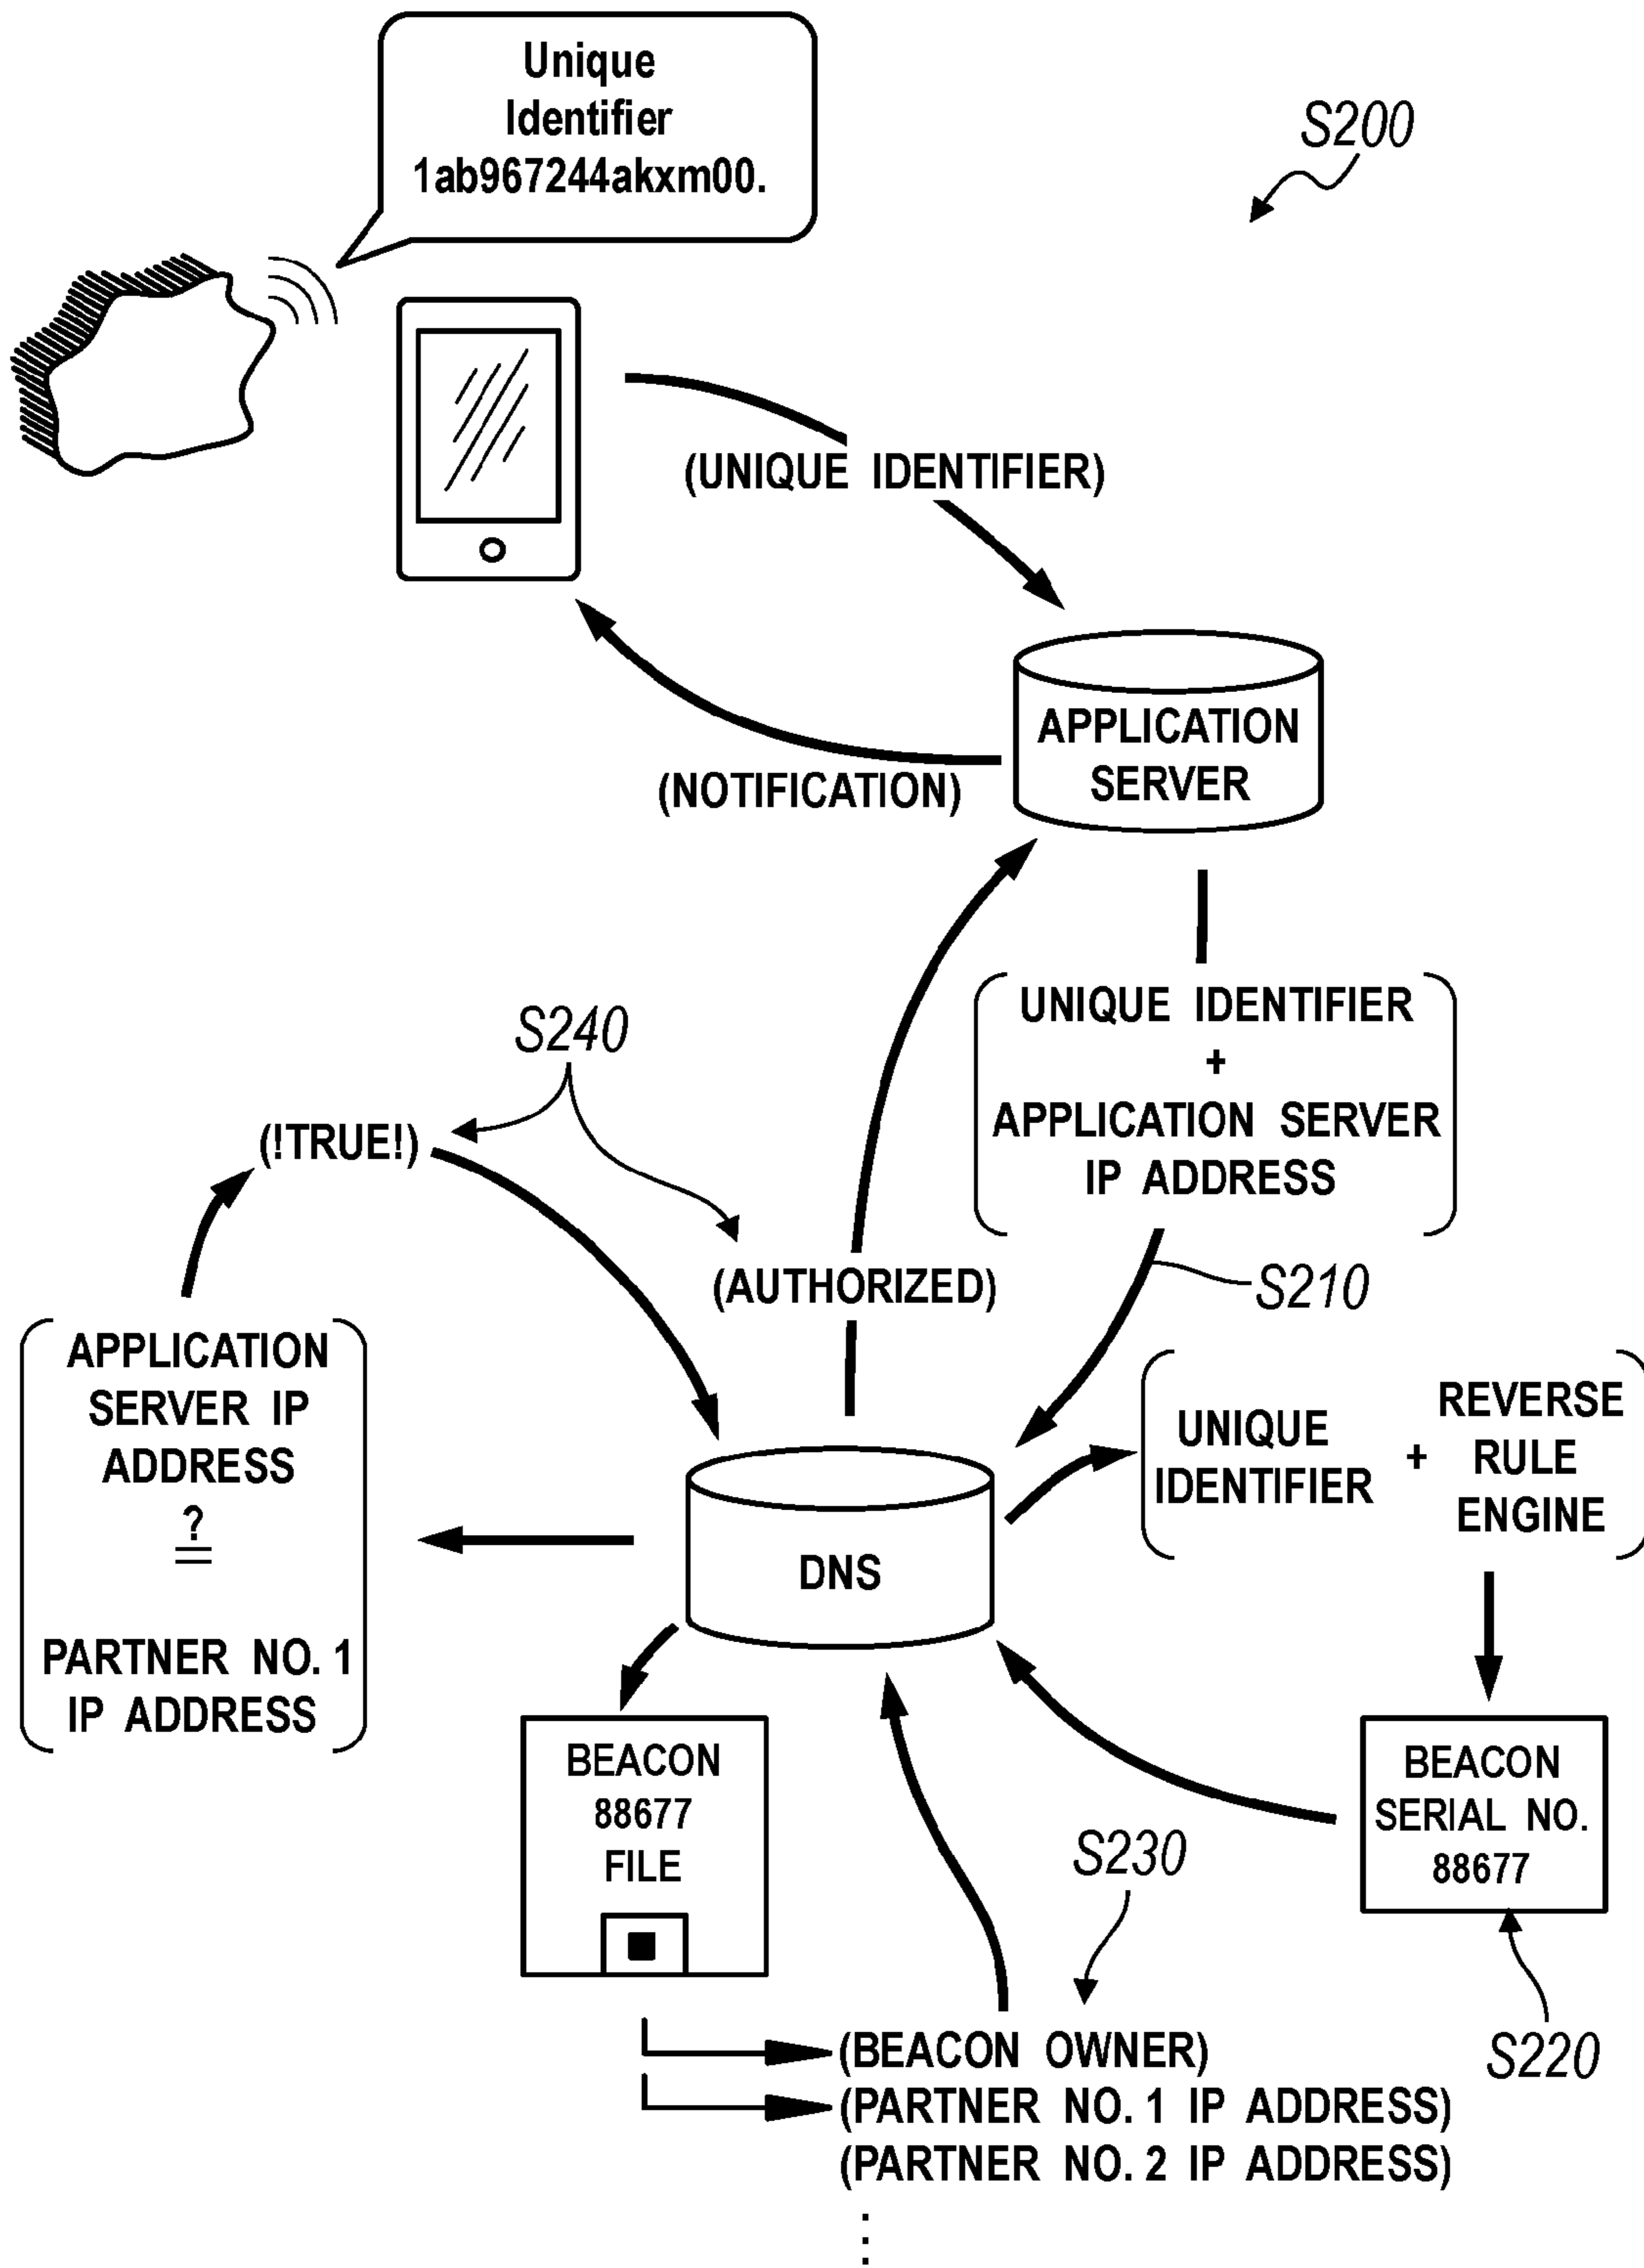 Unique
Identifier
1ab967244akxm00.
S200
(UNIQUE IDENTIFIER)
APPLICATION
SERVER
(NOTIFICATION)
UNIQUE IDENTIFIER
+
APPLICATION SERVER
IP ADDRESS
S240
(!TRUE!)
(AUTHORIZED)
S210
APPLICATION
SERVER IP
ADDRESS
?
=
PARTNER NO. 1
IP ADDRESS
UNIQUE
IDENTIFIER
+
REVERSE
RULE
ENGINE
DNS
BEACON
88677
FILE
BEACON
SERIAL NO.
88677
S230
S220
(BEACON OWNER)
(PARTNER NO. 1 IP ADDRESS)
(PARTNER NO. 2 IP ADDRESS)
⋮